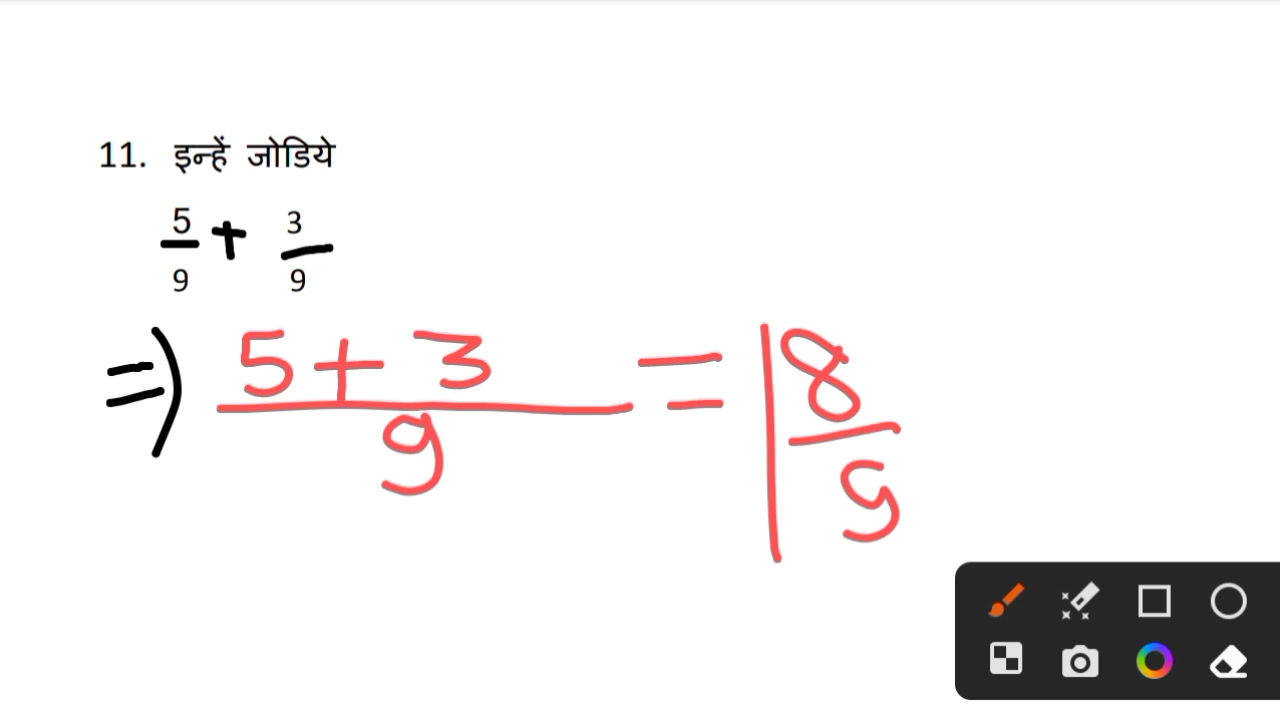 11. इन्हें जोडिये
5/9 + 3/9
=> 5+3/9 = | 8/9